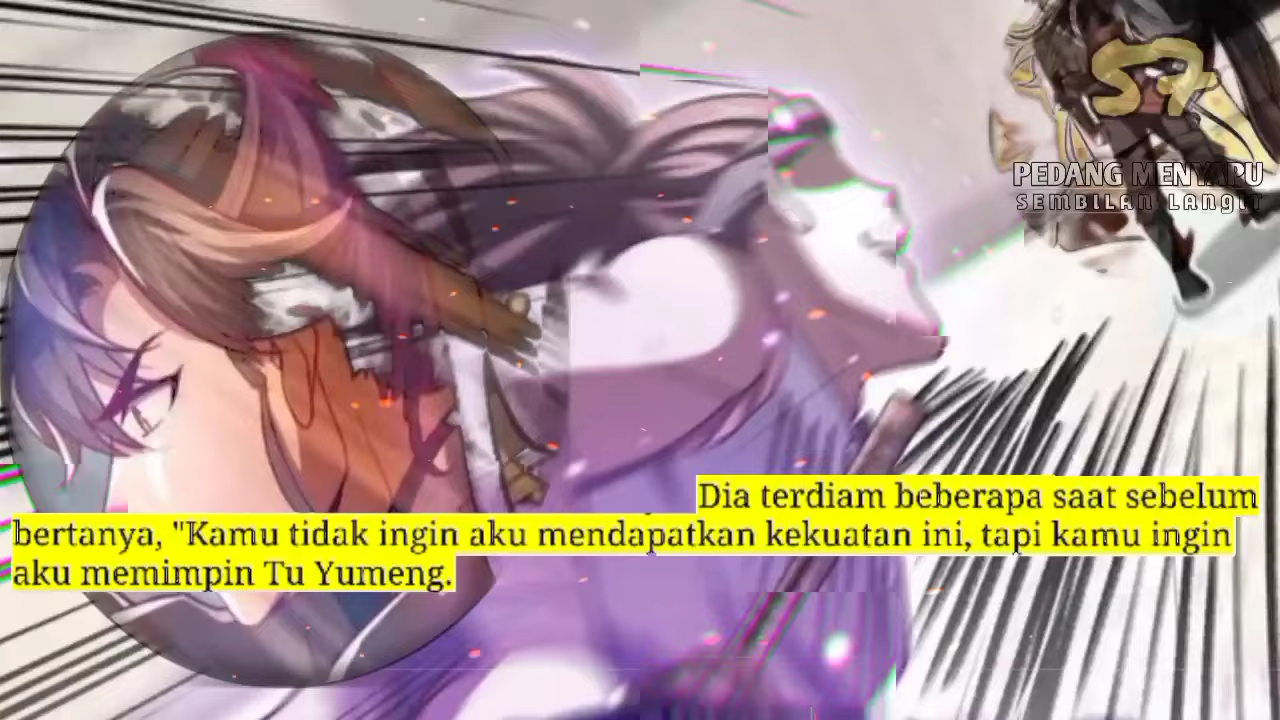 S7
PEDANG MENYAPU
SEMBILAN LANGIT
Dia terdiam beberapa saat sebelum
bertanya, "Kamu tidak ingin aku mendapatkan kekuatan ini, tapi kamu ingin
aku memimpin Tu Yumeng.